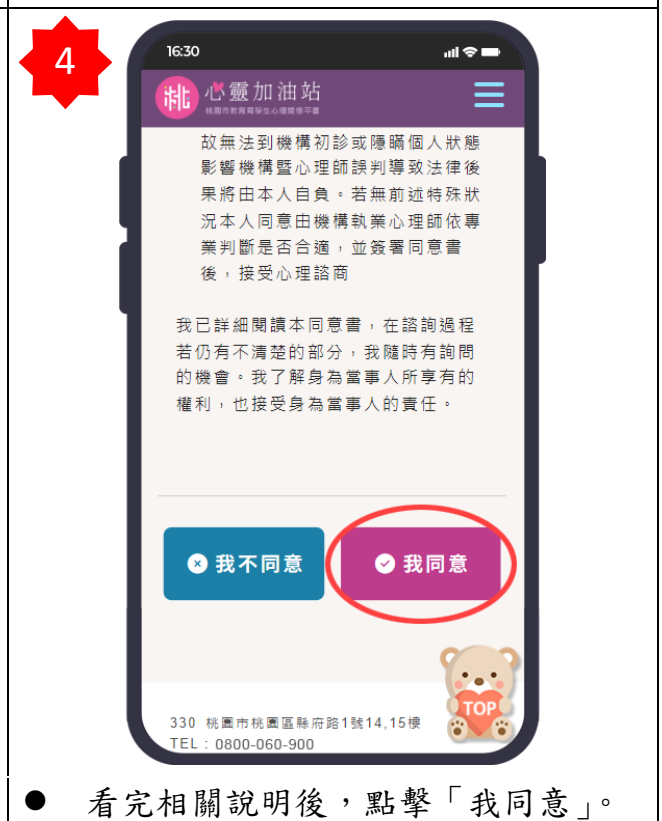 4
16:30
桃 心靈加油站
桃園市教育局學生心理關懷平臺
故無法到機構初診或隱瞞個人狀態
影響機構暨心理師誤判導致法律後
果將由本人自負。若無前述特殊狀
況本人同意由機構執業心理師依專
業判斷是否合適，並簽署同意書
後，接受心理諮商
我已詳細閱讀本同意書，在諮詢過程
若仍有不清楚的部分，我隨時有詢問
的機會。我了解身為當事人所享有的
權利，也接受身為當事人的責任。
我不同意
我同意
TOP
330 桃園市桃園區縣府路1號14,15樓
TEL：0800-060-900
● 看完相關說明後，點擊「我同意」。